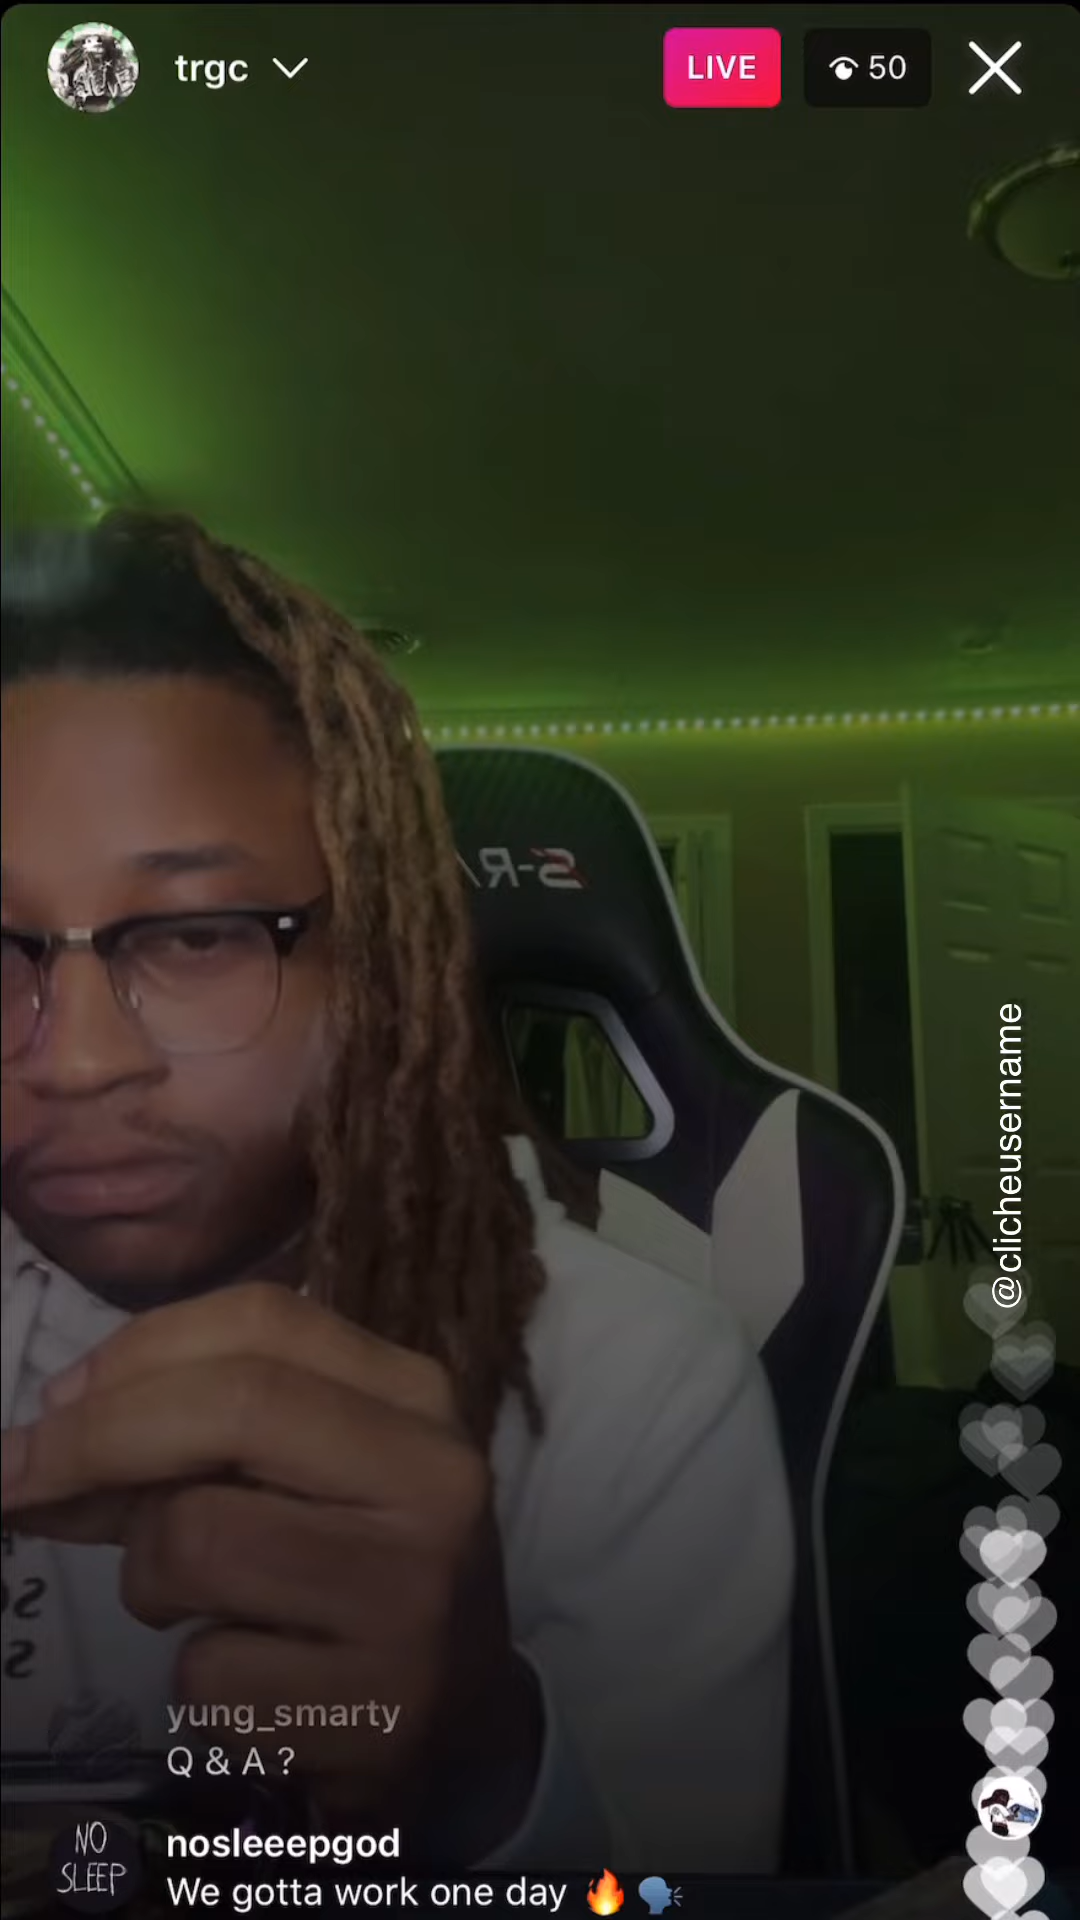 trgc
LIVE
50
S-R
@clicheusername
S
S
yung_smarty
Q & A ?
NO
SLEEP
nosleeepgod
We gotta work one day 🔥 🗣️